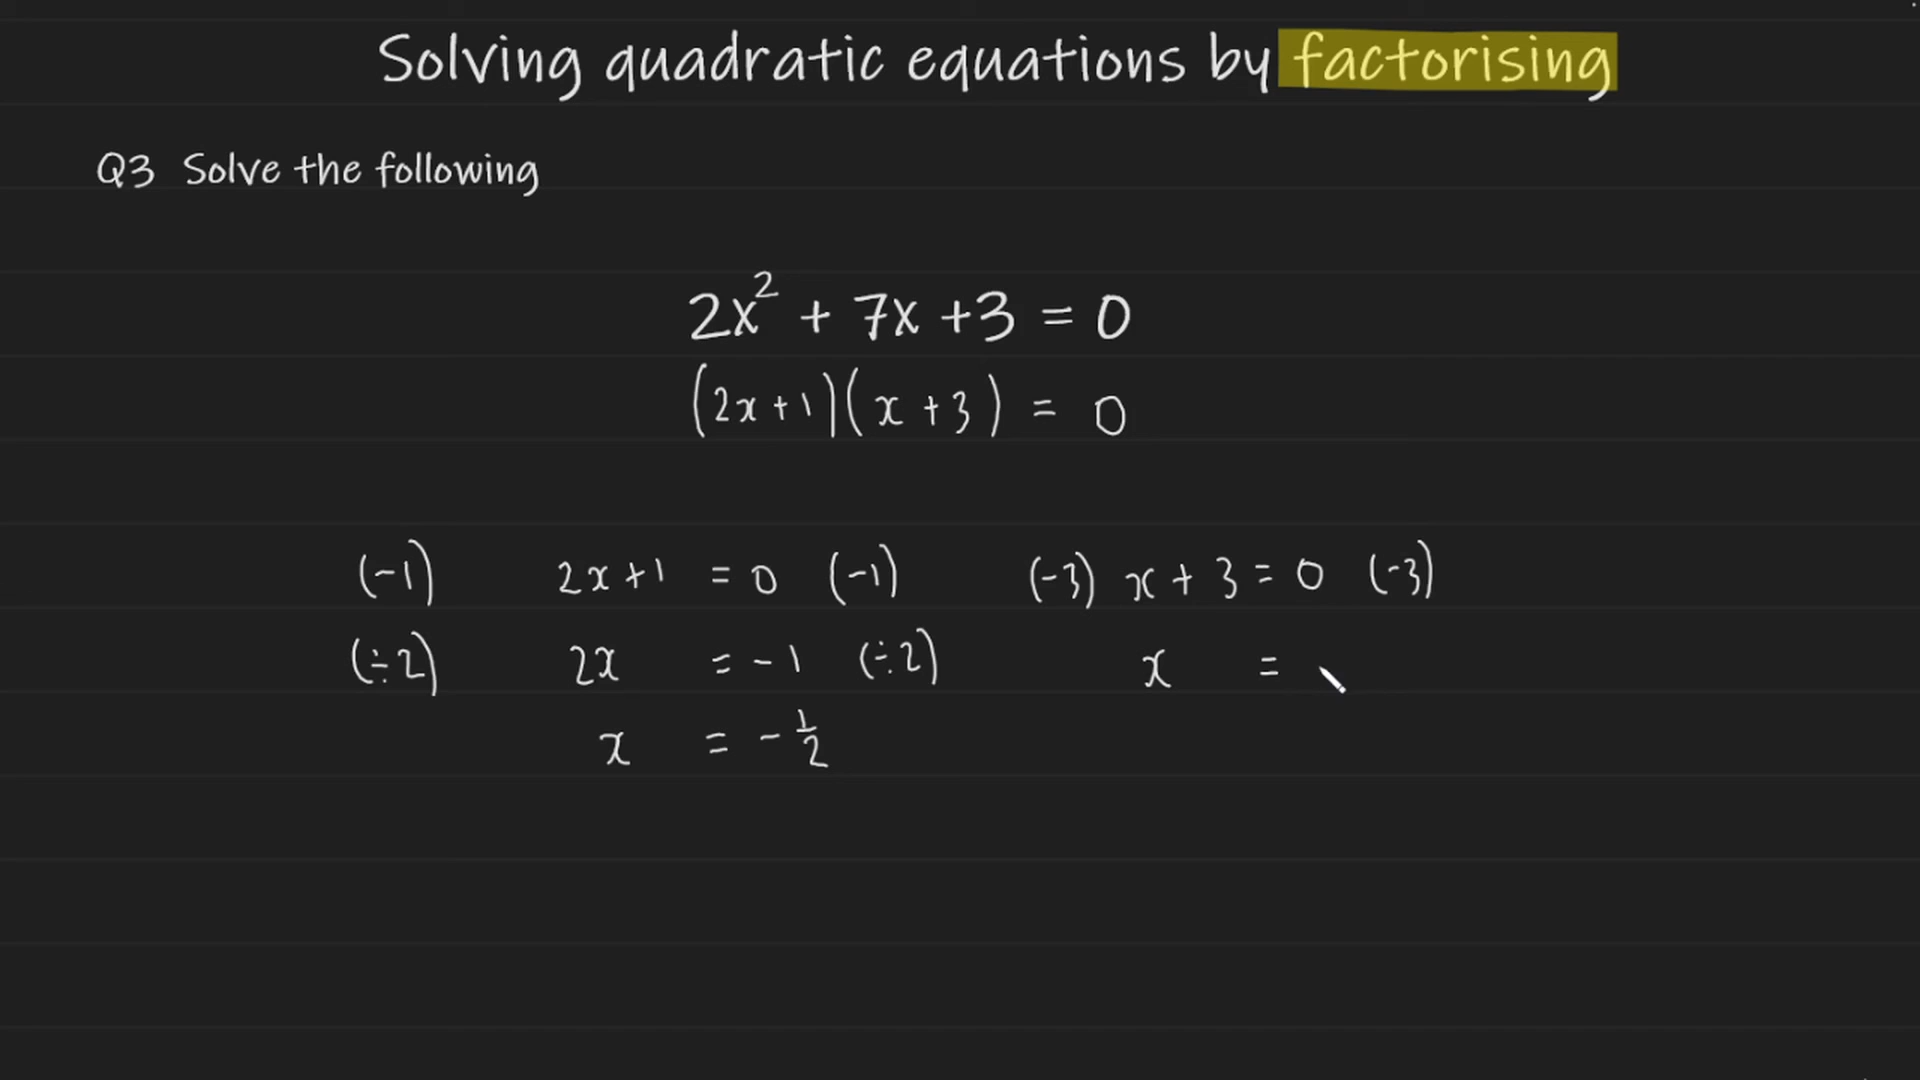 Solving quadratic equations by factorising
Q3 Solve the following
2x² + 7x +3 = 0
(2x+1)(x+3) = 0
(-1) 2x+1 = 0 (-1) (-3) x + 3 = 0 (-3)
(÷2) 2x = -1 (÷2) x =
x = -1/2